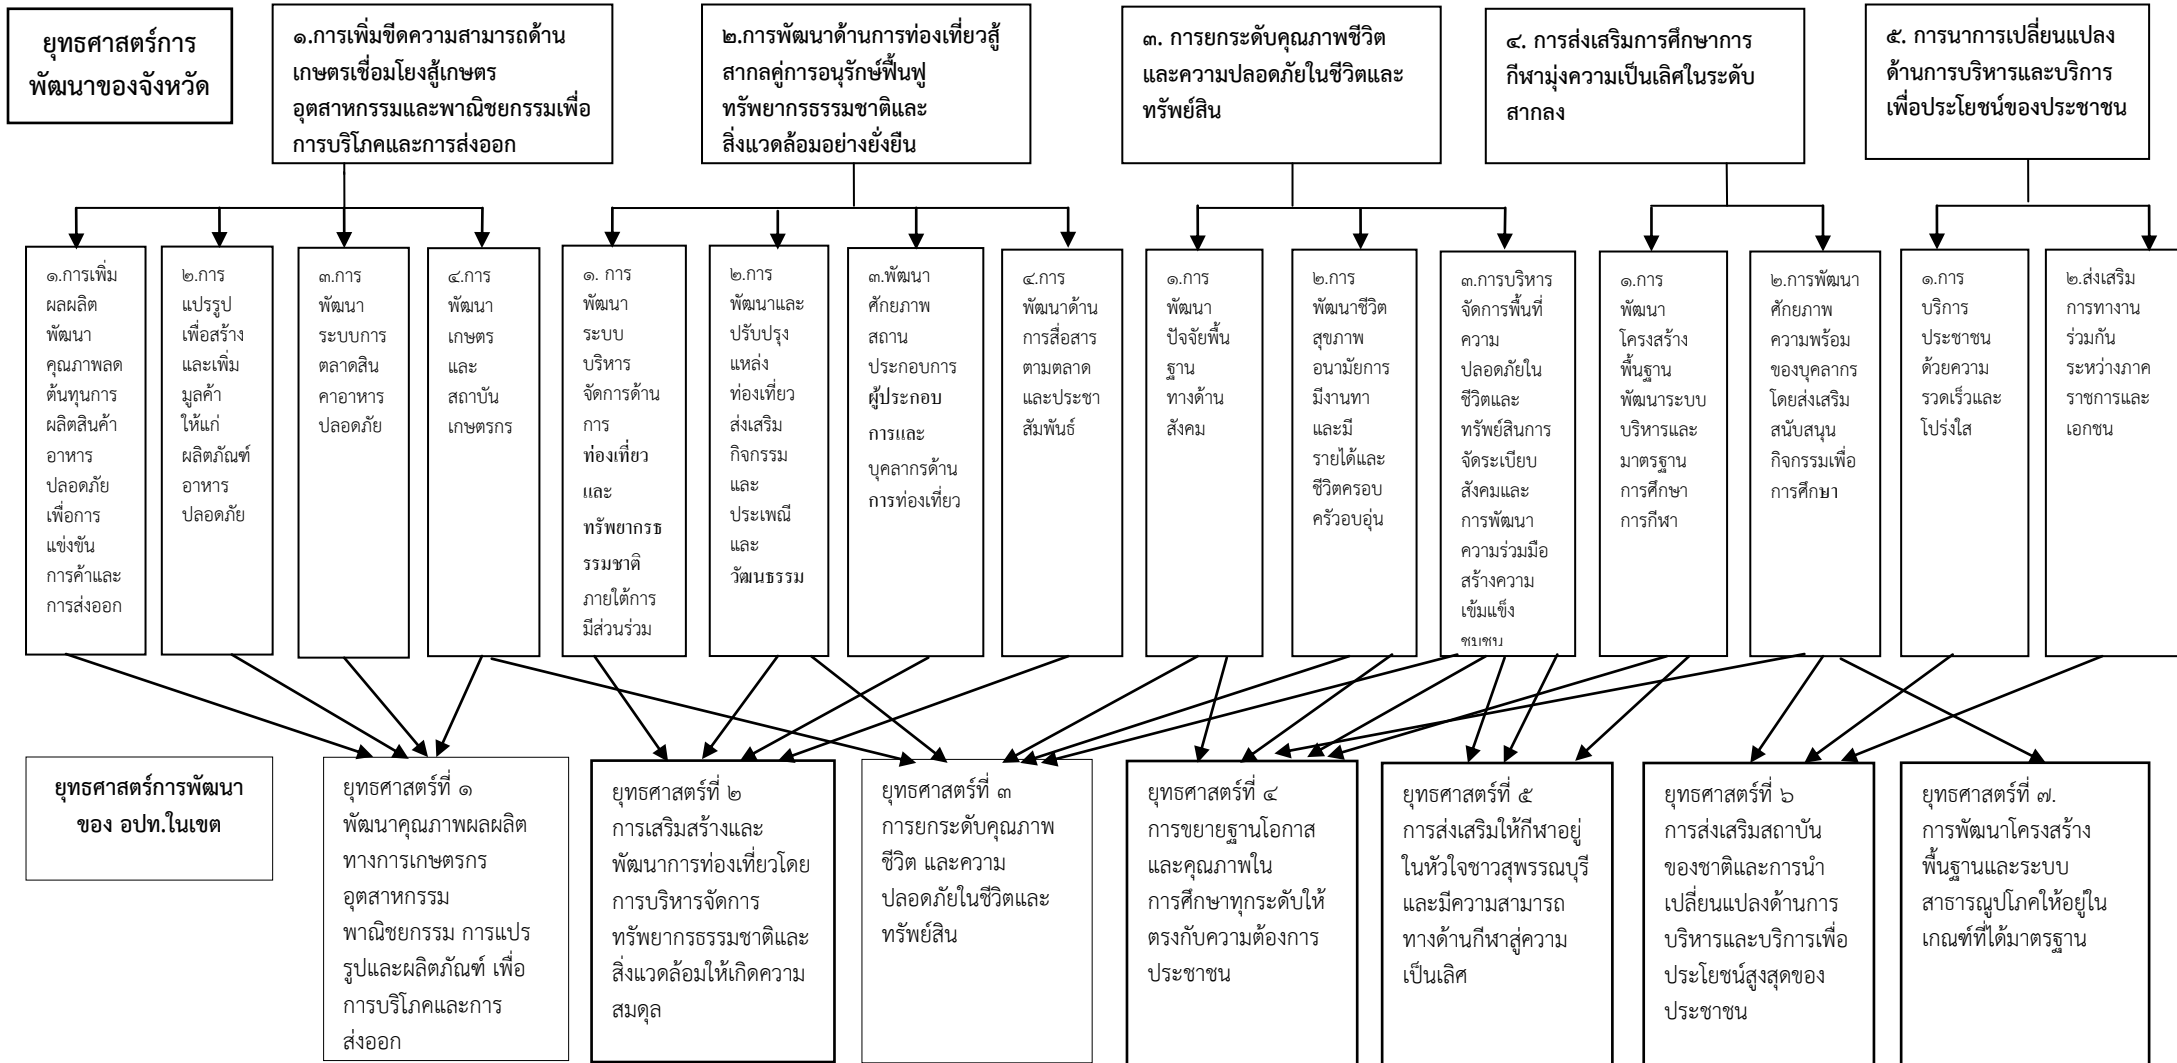 ยุทธศาสตร์การ
พัฒนาของจังหวัด
๑.การเพิ่มขีดความสามารถด้าน
เกษตรเชื่อมโยงสู้เกษตร
อุตสาหกรรมและพาณิชยกรรมเพื่อ
การบริโภคและการส่งออก
๒.การพัฒนาด้านการท่องเที่ยวสู้
สากลคู่การอนุรักษ์ฟื้นฟู
ทรัพยากรธรรมชาติและ
สิ่งแวดล้อมอย่างยั่งยืน
๓. การยกระดับคุณภาพชีวิต
และความปลอดภัยในชีวิตและ
ทรัพย์สิน
๔. การส่งเสริมการศึกษาการ
กีฬามุ่งความเป็นเลิศในระดับ
สากลง
๕. การนาการเปลี่ยนแปลง
ด้านการบริหารและบริการ
เพื่อประโยชน์ของประชาชน
๑.การเพิ่ม
ผลผลิต
พัฒนา
คุณภาพลด
ต้นทุนการ
ผลิตสินค้า
อาหาร
ปลอดภัย
เพื่อการ
แข่งขัน
การค้าและ
การส่งออก
๒.การ
แปรรูป
เพื่อสร้าง
และเพิ่ม
มูลค้า
ให้แก่
ผลิตภัณฑ์
อาหาร
ปลอดภัย
๓.การ
พัฒนา
ระบบการ
ตลาดสิน
คาอาหาร
ปลอดภัย
๔.การ
พัฒนา
เกษตร
และ
สถาบัน
เกษตรกร
๑. การ
พัฒนา
ระบบ
บริหาร
จัดการด้าน
การ
ท่องเที่ยว
และ
ทรัพยากรธ
รรมชาติ
ภายใต้การ
มีส่วนร่วม
๒.การ
พัฒนาและ
ปรับปรุง
แหล่ง
ท่องเที่ยว
ส่งเสริม
กิจกรรม
และ
ประเพณี
และ
วัฒนธรรม
๓.พัฒนา
ศักยภาพ
สถาน
ประกอบการ
ผู้ประกอบ
การและ
บุคลากรด้าน
การท่องเที่ยว
๔.การ
พัฒนาด้าน
การสื่อสาร
ตามตลาด
และประชา
สัมพันธ์
๑.การ
พัฒนา
ปัจจัยพื้น
ฐาน
ทางด้าน
สังคม
๒.การ
พัฒนาชีวิต
สุขภาพ
อนามัยการ
มีงานทา
และมี
รายได้และ
ชีวิตครอบ
ครัวอบอุ่น
๓.การบริหาร
จัดการพื้นที่
ความ
ปลอดภัยใน
ชีวิตและ
ทรัพย์สินการ
จัดระเบียบ
สังคมและ
การพัฒนา
ความร่วมมือ
สร้างความ
เข้มแข็ง
ชุมชน
๑.การ
พัฒนา
โครงสร้าง
พื้นฐาน
พัฒนาระบบ
บริหารและ
มาตรฐาน
การศึกษา
การกีฬา
๒.การพัฒนา
ศักยภาพ
ความพร้อม
ของบุคลากร
โดยส่งเสริม
สนับสนุน
กิจกรรมเพื่อ
การศึกษา
๑.การ
บริการ
ประชาชน
ด้วยความ
รวดเร็วและ
โปร่งใส
๒.ส่งเสริม
การทางาน
ร่วมกัน
ระหว่างภาค
ราชการและ
เอกชน
ยุทธศาสตร์การพัฒนา
ของ อปท.ในเขต
ยุทธศาสตร์ที่ ๑
พัฒนาคุณภาพผลผลิต
ทางการเกษตรกร
อุตสาหกรรม
พาณิชยกรรม การแปร
รูปและผลิตภัณฑ์ เพื่อ
การบริโภคและการ
ส่งออก
ยุทธศาสตร์ที่ ๒
การเสริมสร้างและ
พัฒนาการท่องเที่ยวโดย
การบริหารจัดการ
ทรัพยากรธรรมชาติและ
สิ่งแวดล้อมให้เกิดความ
สมดุล
ยุทธศาสตร์ที่ ๓
การยกระดับคุณภาพ
ชีวิต และความ
ปลอดภัยในชีวิตและ
ทรัพย์สิน
ยุทธศาสตร์ที่ ๔
การขยายฐานโอกาส
และคุณภาพใน
การศึกษาทุกระดับให้
ตรงกับความต้องการ
ประชาชน
ยุทธศาสตร์ที่ ๕
การส่งเสริมให้กีฬาอยู่
ในหัวใจชาวสุพรรณบุรี
และมีความสามารถ
ทางด้านกีฬาสู่ความ
เป็นเลิศ
ยุทธศาสตร์ที่ ๖
การส่งเสริมสถาบัน
ของชาติและการนำ
เปลี่ยนแปลงด้านการ
บริหารและบริการเพื่อ
ประโยชน์สูงสุดของ
ประชาชน
ยุทธศาสตร์ที่ ๗.
การพัฒนาโครงสร้าง
พื้นฐานและระบบ
สาธารณูปโภคให้อยู่ใน
เกณฑ์ที่ได้มาตรฐาน